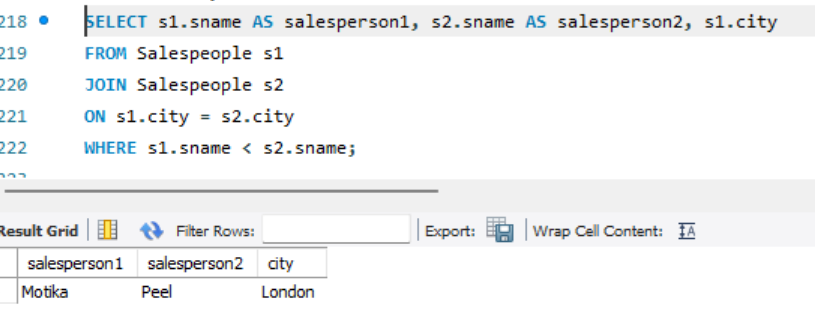 218 SELECT s1.sname AS salesperson1, s2.sname AS salesperson2, s1.city
219 FROM Salespeople s1
220 JOIN Salespeople s2
221 ON s1.city = s2.city
222 WHERE s1.sname < s2.sname;
Result Grid Filter Rows: Export: Wrap Cell Content:
salesperson1 salesperson2 city
Motika Peel London